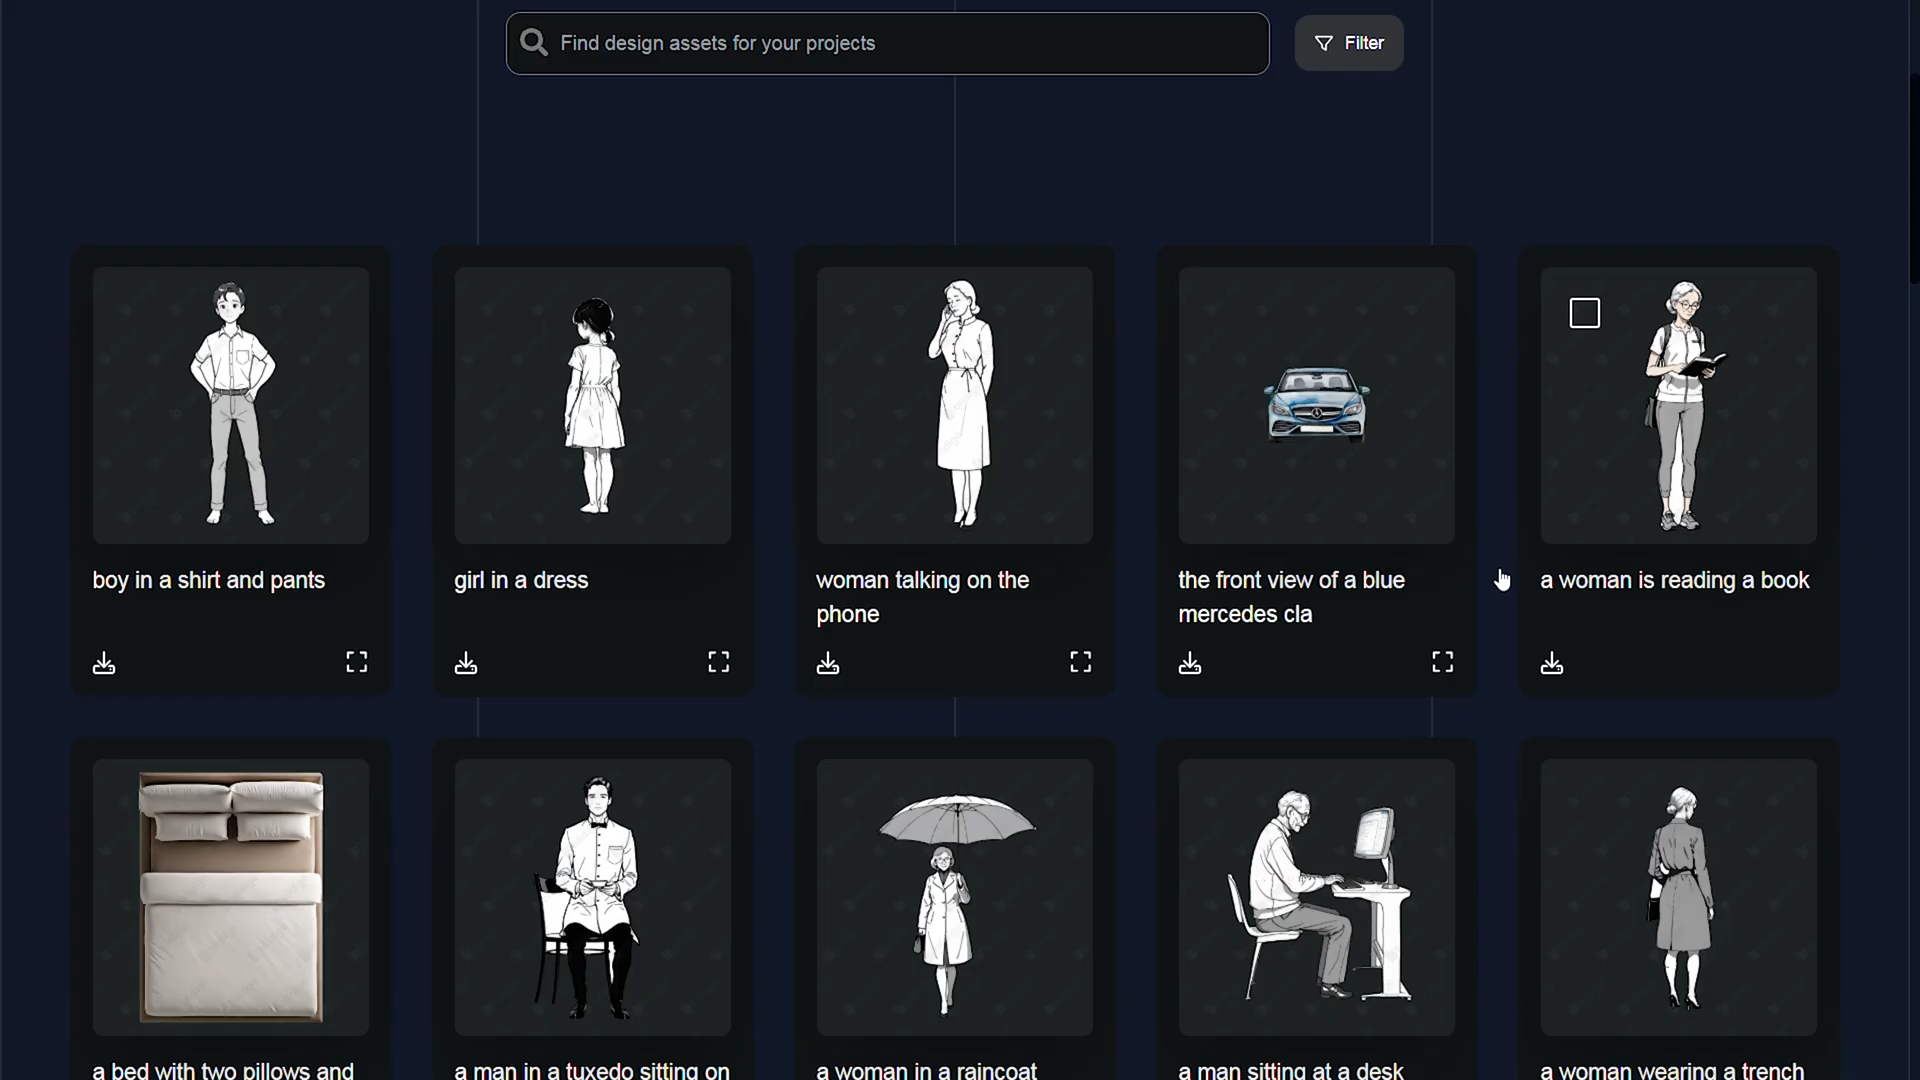 Find design assets for your projects
Filter
boy in a shirt and pants
girl in a dress
woman talking on the
phone
the front view of a blue
mercedes cla
a woman is reading a book
a bed with two pillows and
a man in a tuxedo sitting on
a woman in a raincoat
a man sitting at a desk
a woman wearing a trench